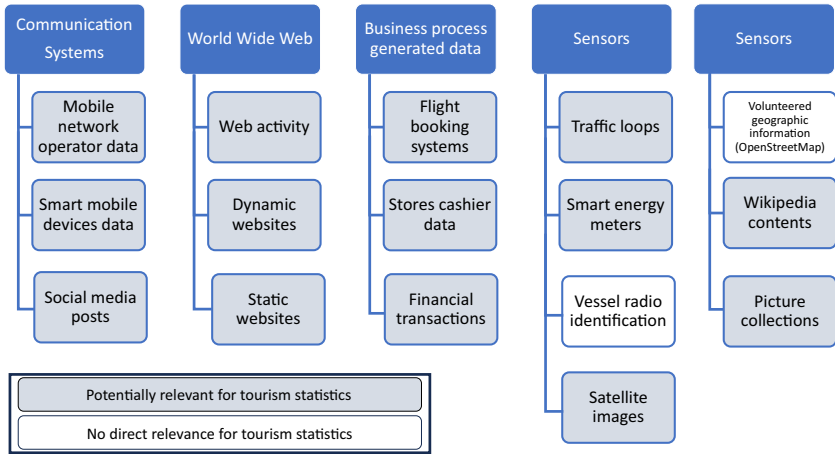 Communication
Systems
Mobile
network
operator data
Smart mobile
devices data
Social media
posts
World Wide Web
Web activity
Dynamic
websites
Static
websites
Business process
generated data
Flight
booking
systems
Stores cashier
data
Financial
transactions
Sensors
Traffic loops
Smart energy
meters
Vessel radio
identification
Satellite
images
Sensors
Volunteered
geographic
information
(OpenStreetMap)
Wikipedia
contents
Picture
collections
Potentially relevant for tourism statistics
No direct relevance for tourism statistics